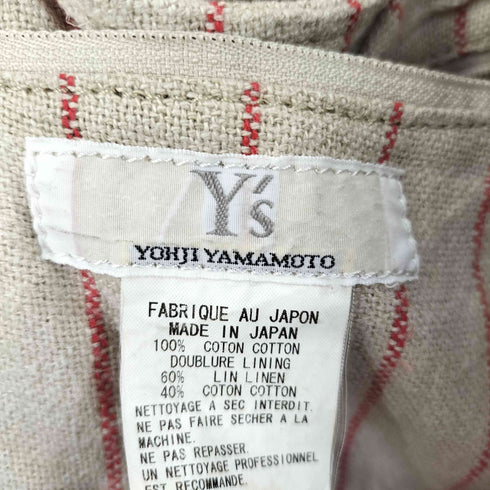 Y's
YOHJI YAMAMOTO
FABRIQUE AU JAPON
MADE IN JAPAN
100% COTON COTTON
DOUBLURE LINING
60% LIN LINEN
40% COTON COTTON
NETTOYAGE A SEC INTERDIT.
NE PAS FAIRE SECHER A LA
MACHINE.
NE PAS REPASSER.
UN NETTOYAGE PROFESSIONNEL
EST RECOMMANDE.